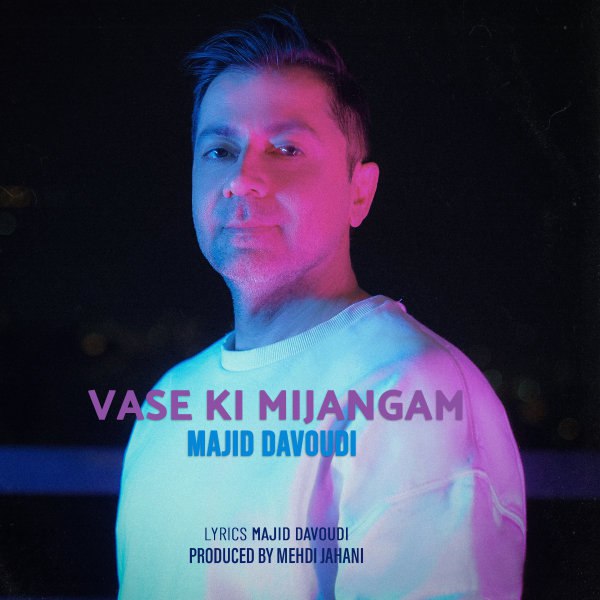 VASE KI MIJANGAM
MAJID DAVOUDI
LYRICS MAJID DAVOUDI
PRODUCED BY MEHDI JAHANI